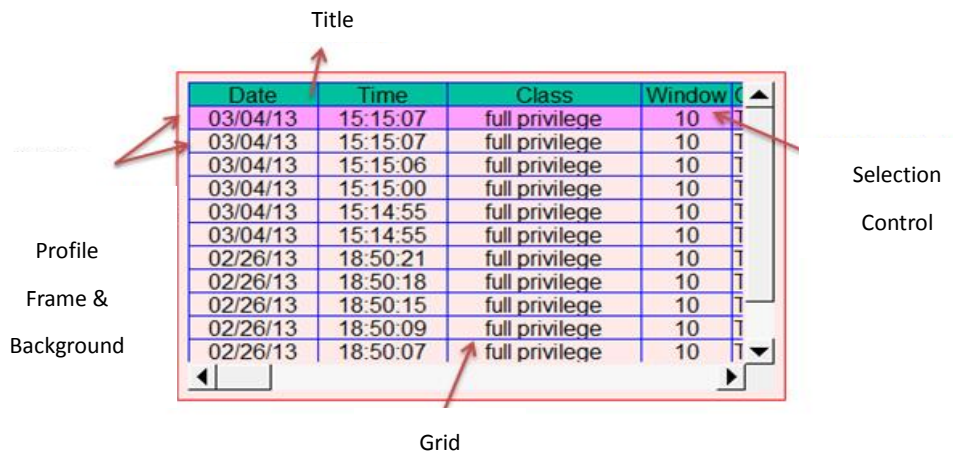 Title
Date Time Class Window
03/04/13 15:15:07 full privilege 10 T
03/04/13 15:15:07 full privilege 10 T
03/04/13 15:15:06 full privilege 10 T
03/04/13 15:15:00 full privilege 10 T
03/04/13 15:14:55 full privilege 10 T
03/04/13 15:14:55 full privilege 10 T
02/26/13 18:50:21 full privilege 10 T
02/26/13 18:50:18 full privilege 10 T
02/26/13 18:50:15 full privilege 10 T
02/26/13 18:50:09 full privilege 10 T
02/26/13 18:50:07 full privilege 10 T
Selection
Control
Profile
Frame &
Background
Grid